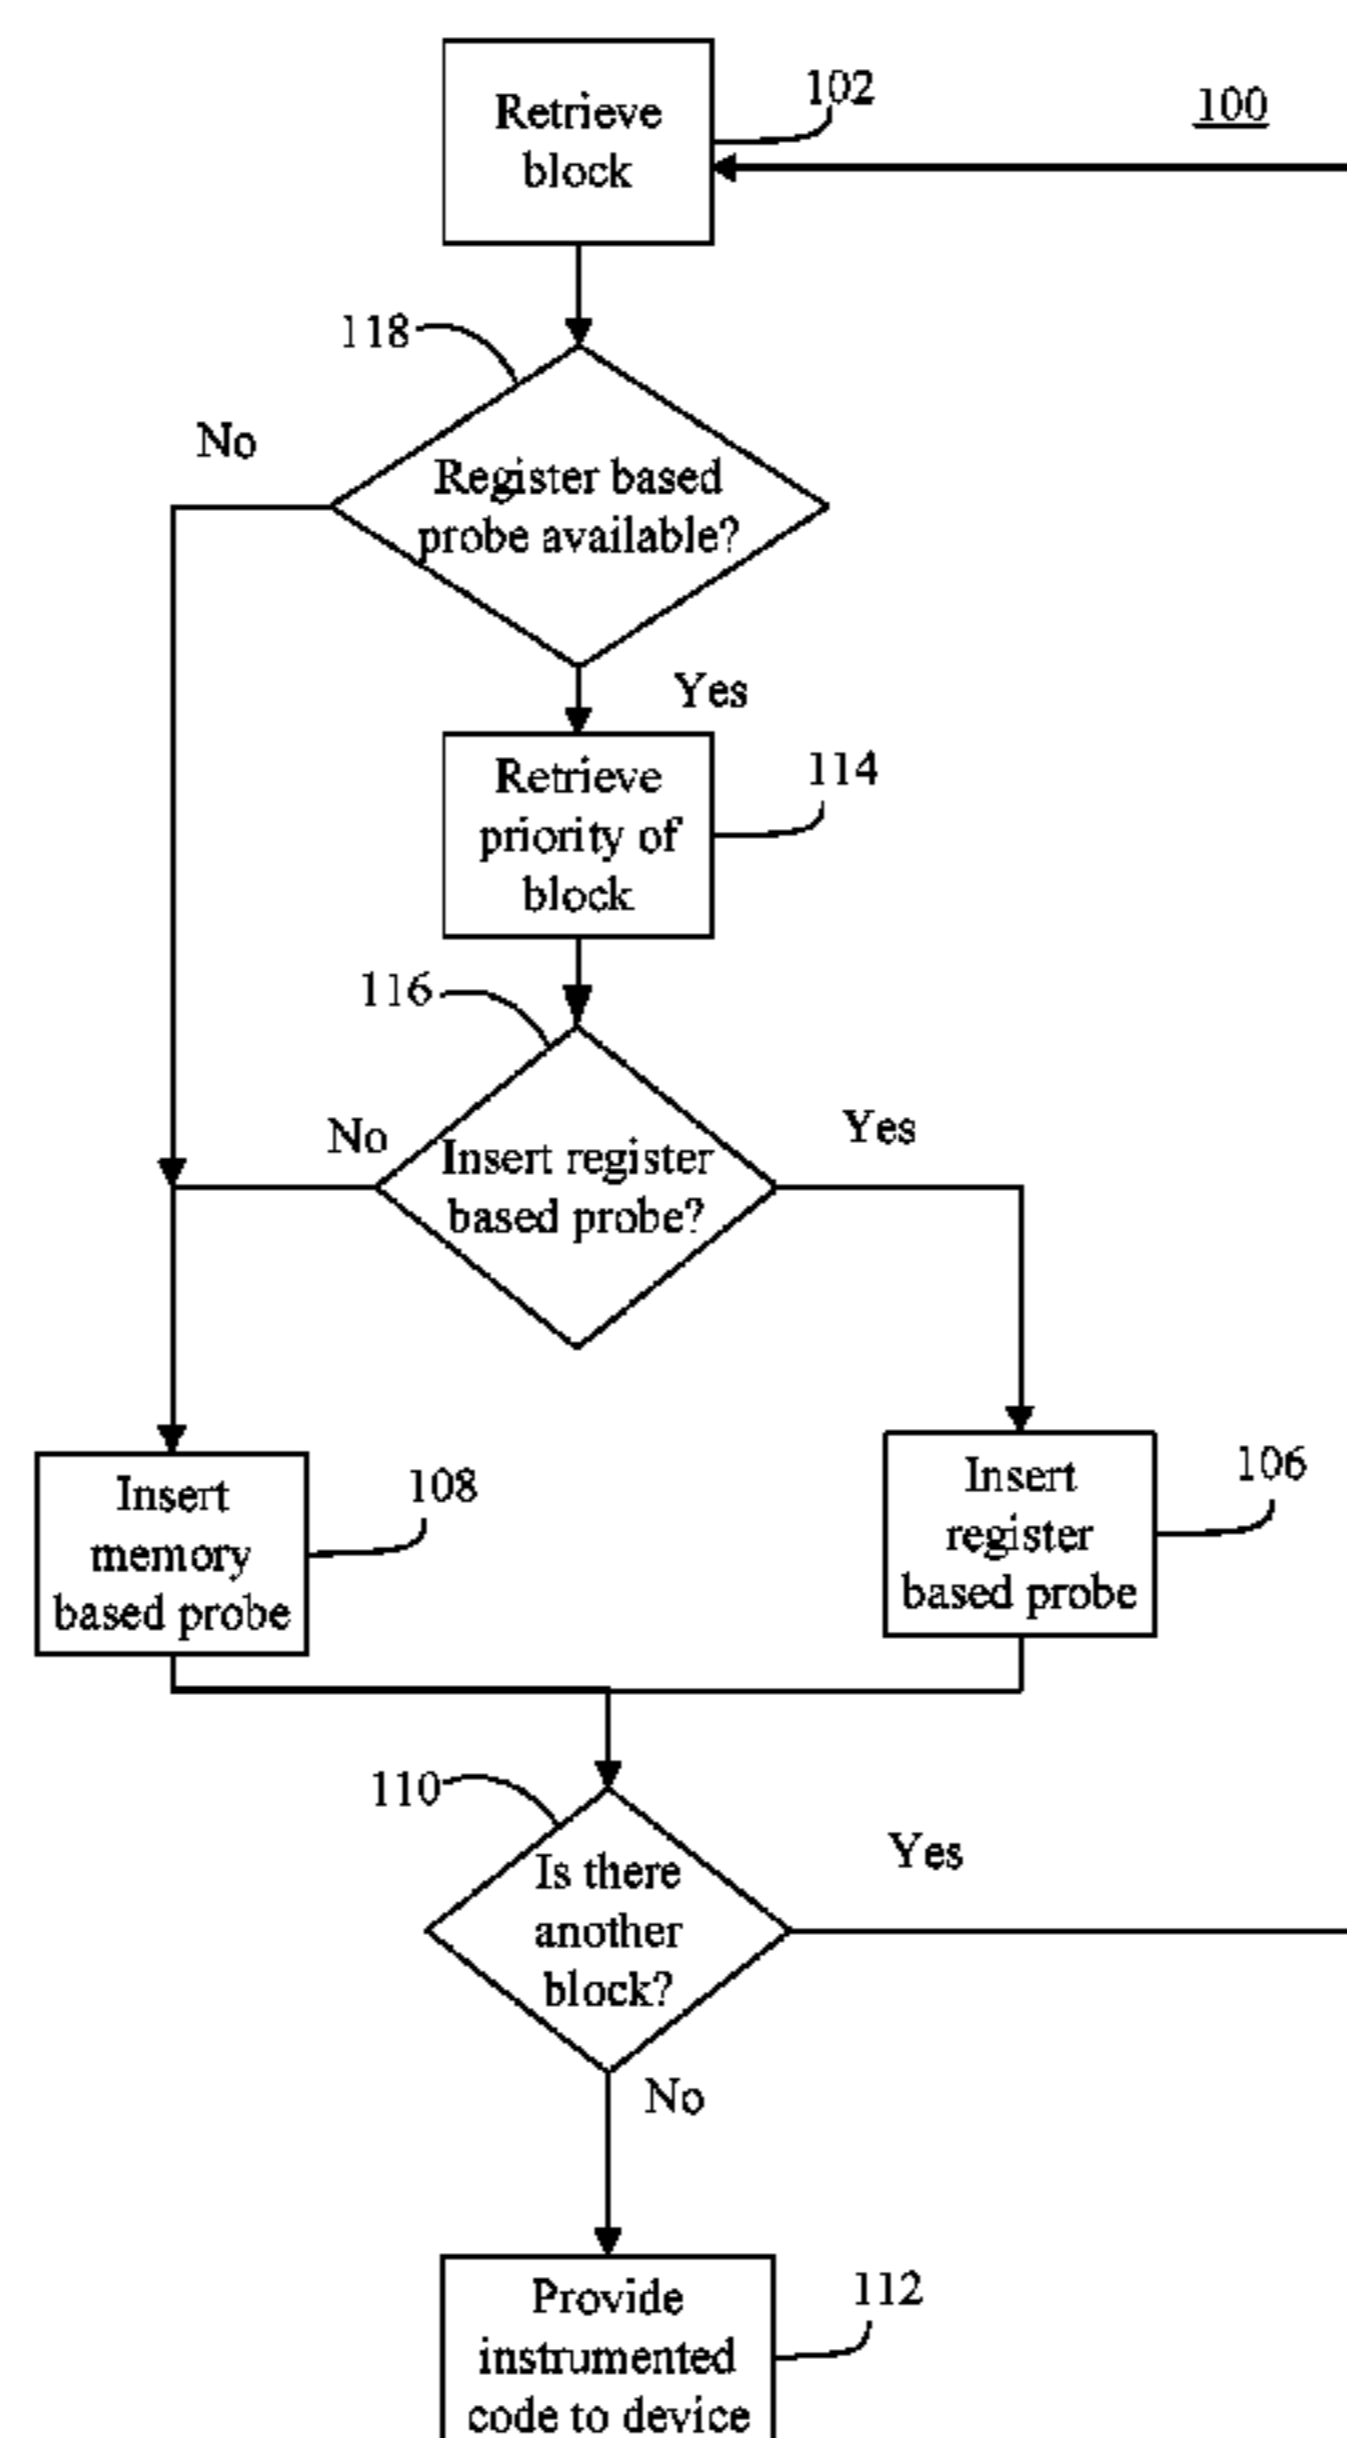 Retrieve
block
102
100
118
No
Register based
probe available?
Yes
Retrieve
priority of
block
114
116
No
Insert register
based probe?
Yes
Insert
memory
based probe
108
Insert
register
based probe
106
110
Is there
another
block?
Yes
No
Provide
instrumented
code to device
112